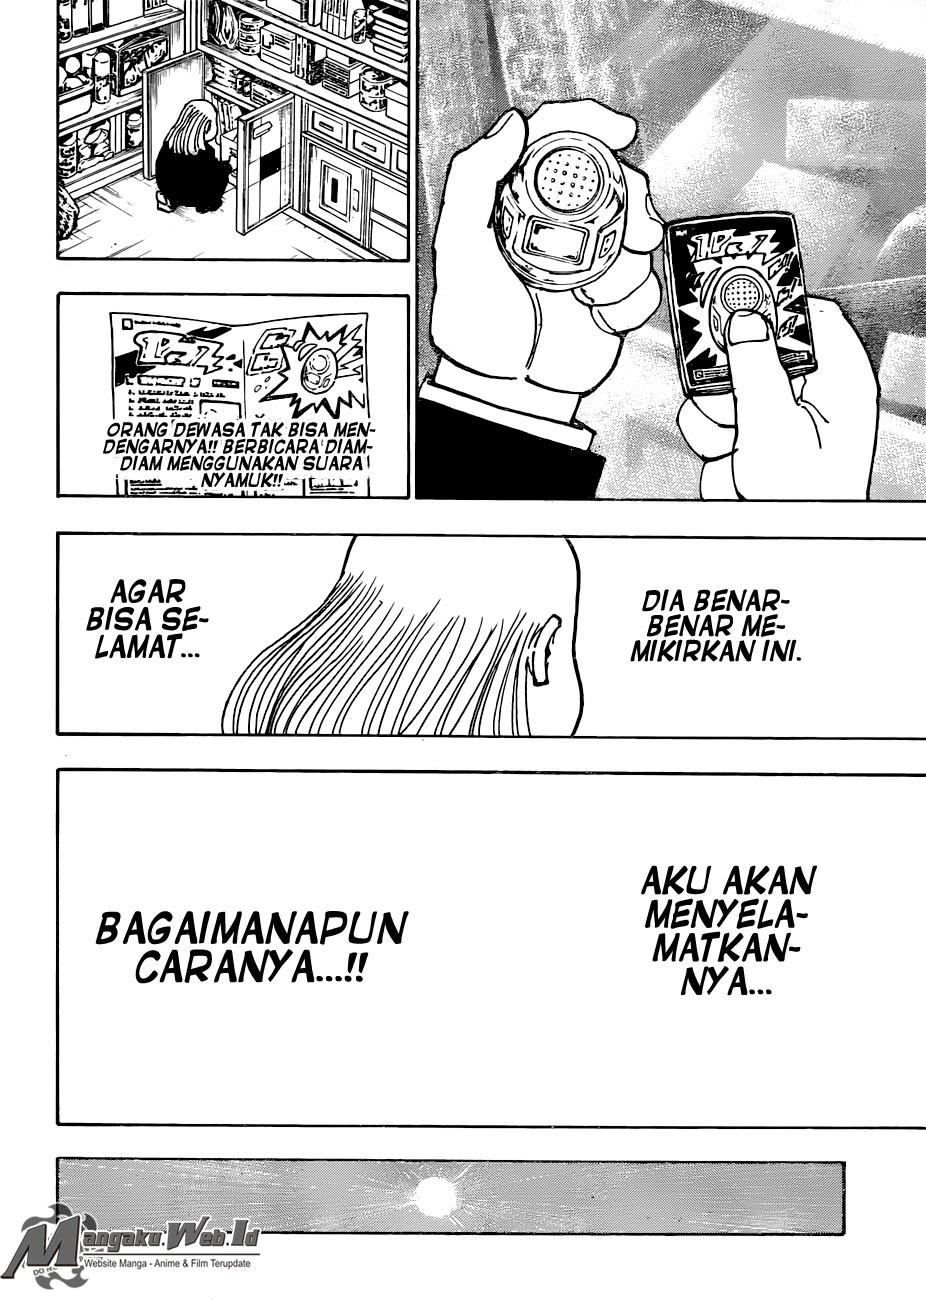 ORANG DEWASA TAK BISA MEN-
DENGARNYA!! BERBICARA DIAM-
DIAM MENGGUNAKAN SUARA
NYAMUK!!
DIA BENAR-
BENAR ME-
MIKIRKAN INI.
AGAR
BISA SE-
LAMAT...
AKU AKAN
MENYELA-
MATKAN-
NYA...
BAGAIMANAPUN
CARANYA...!!
Mangaku.Web.Id
Website Manga - Anime & Film Terupdate